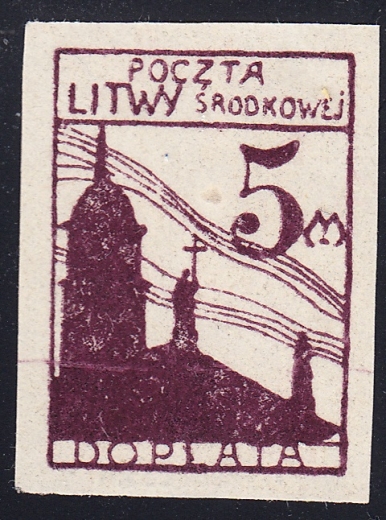 POCZTA
LITWY ŚRODKOWEJ
5 M
DOPŁATA